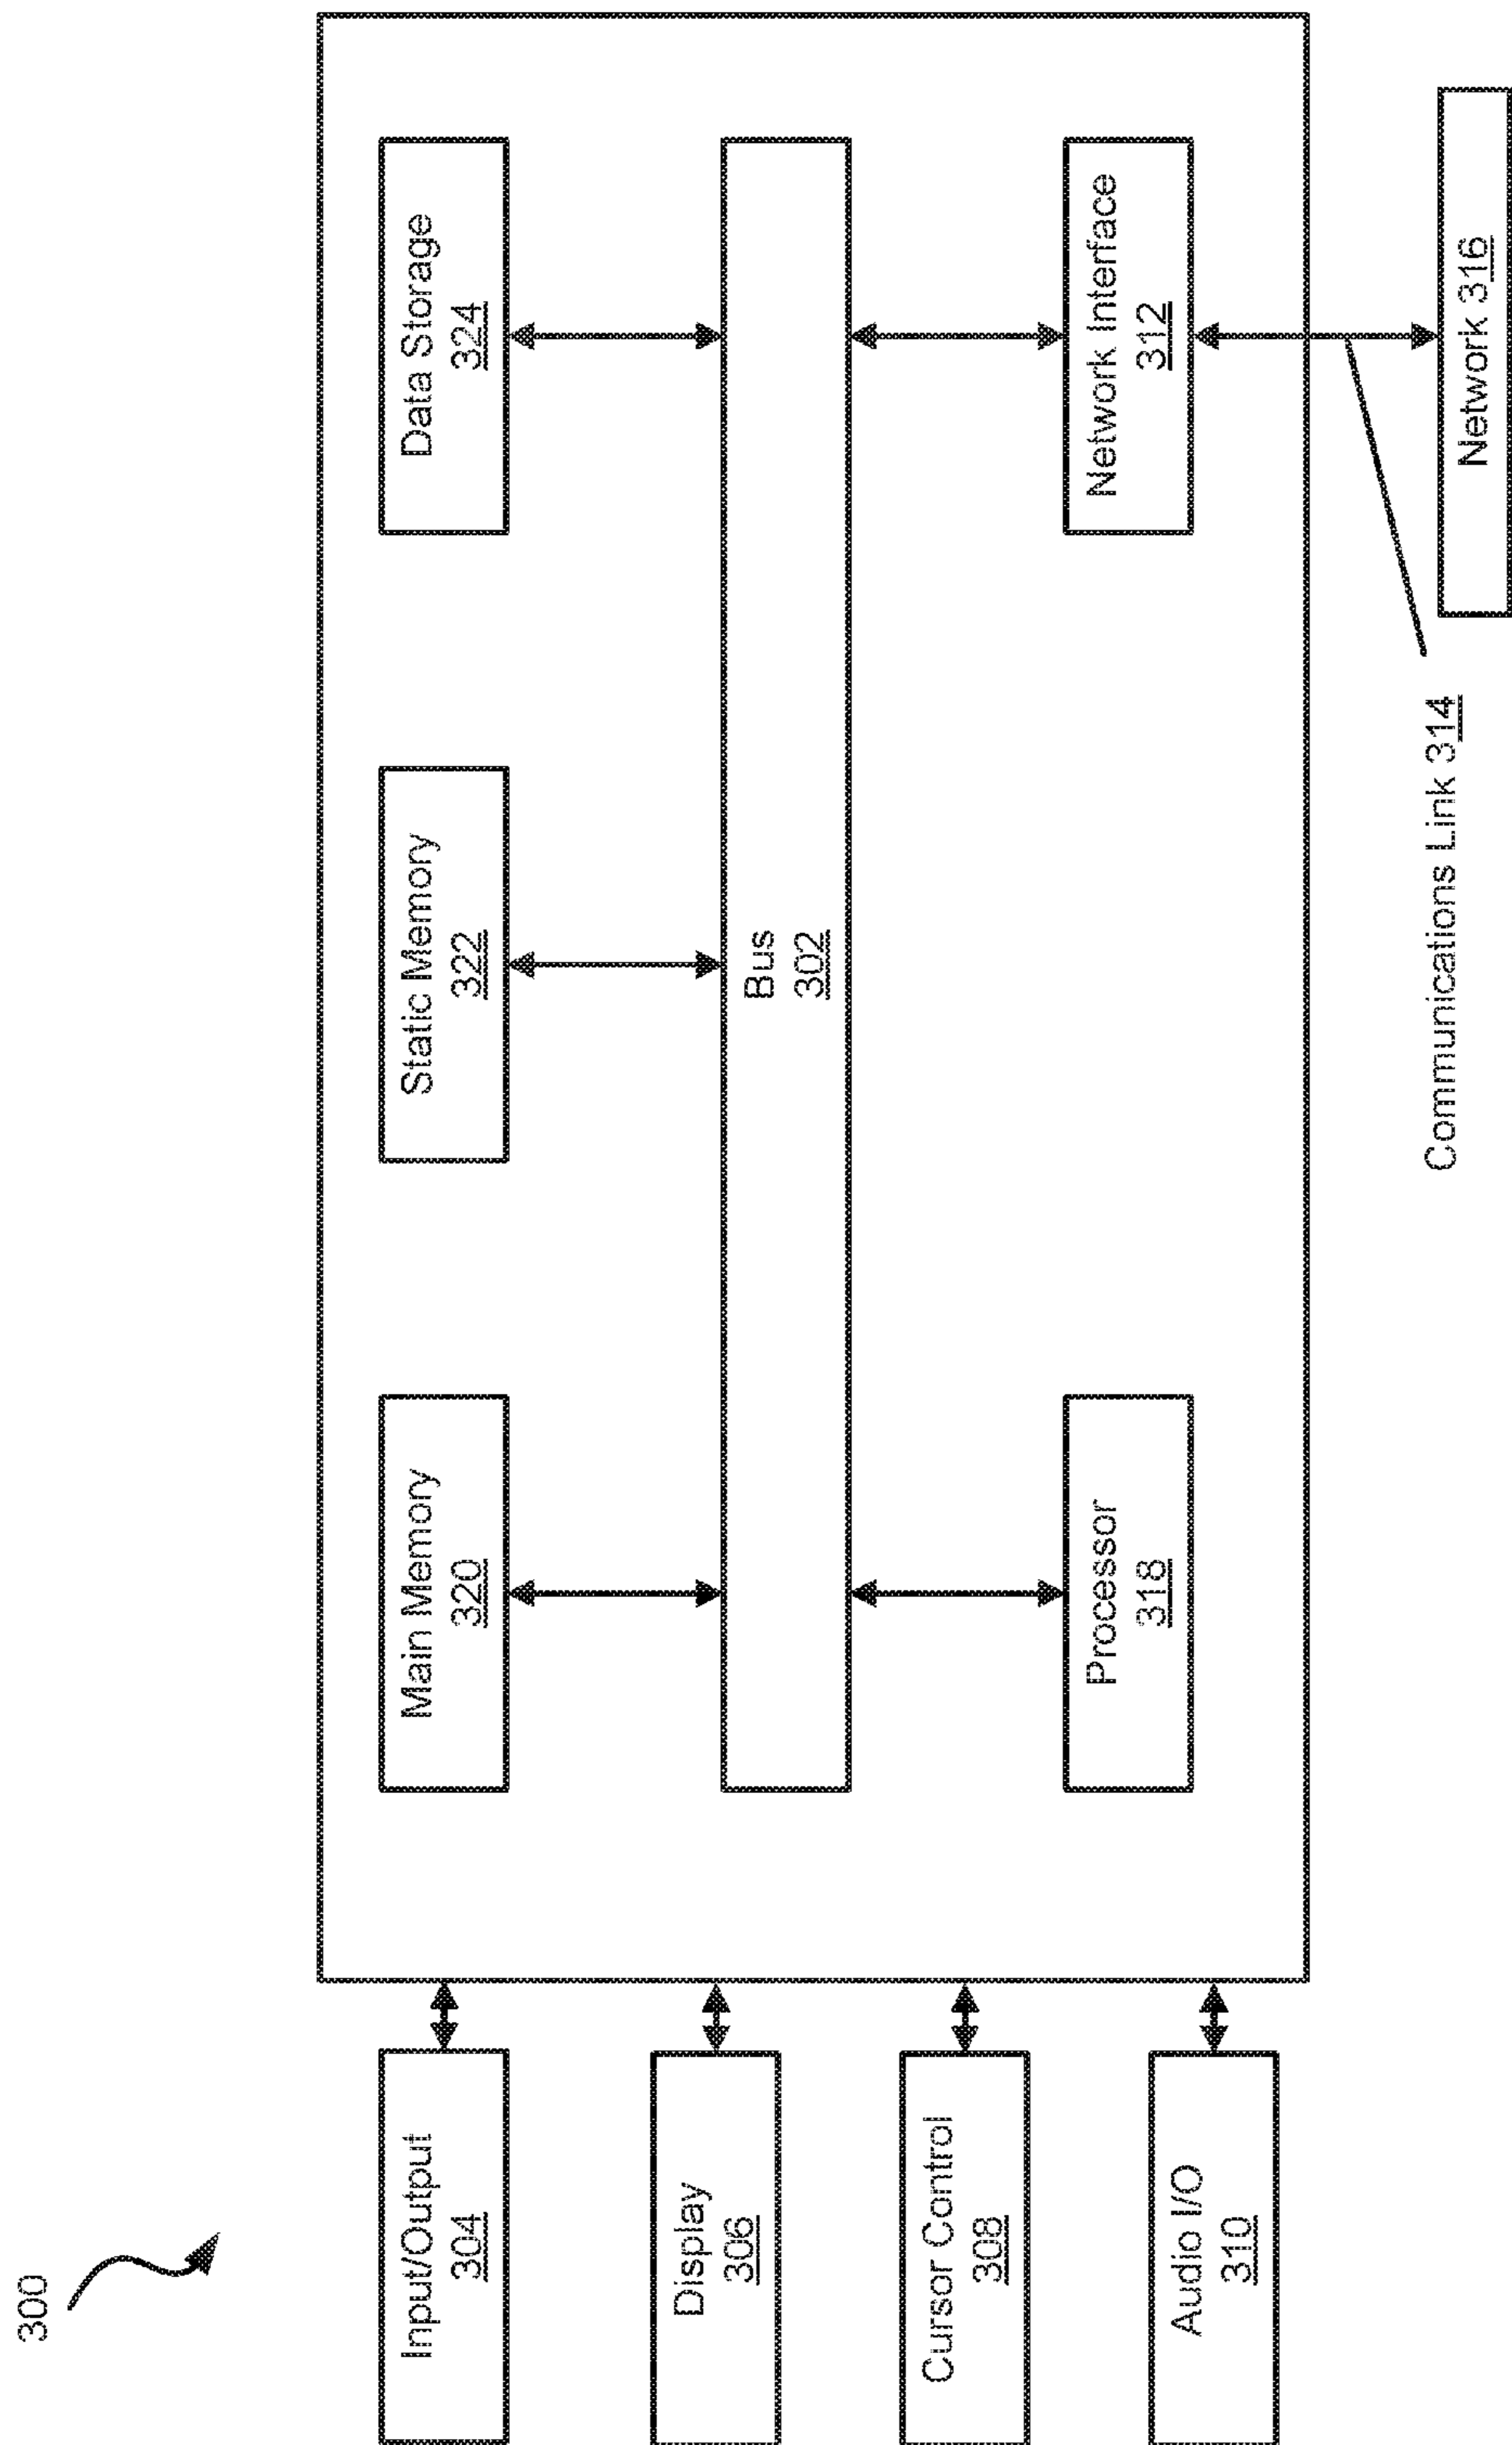 300
Input/Output
304
Display
306
Cursor Control
308
Audio I/O
310
Main Memory
320
Static Memory
322
Data Storage
324
Bus
302
Processor
318
Network Interface
312
Communications Link 314
Network 316